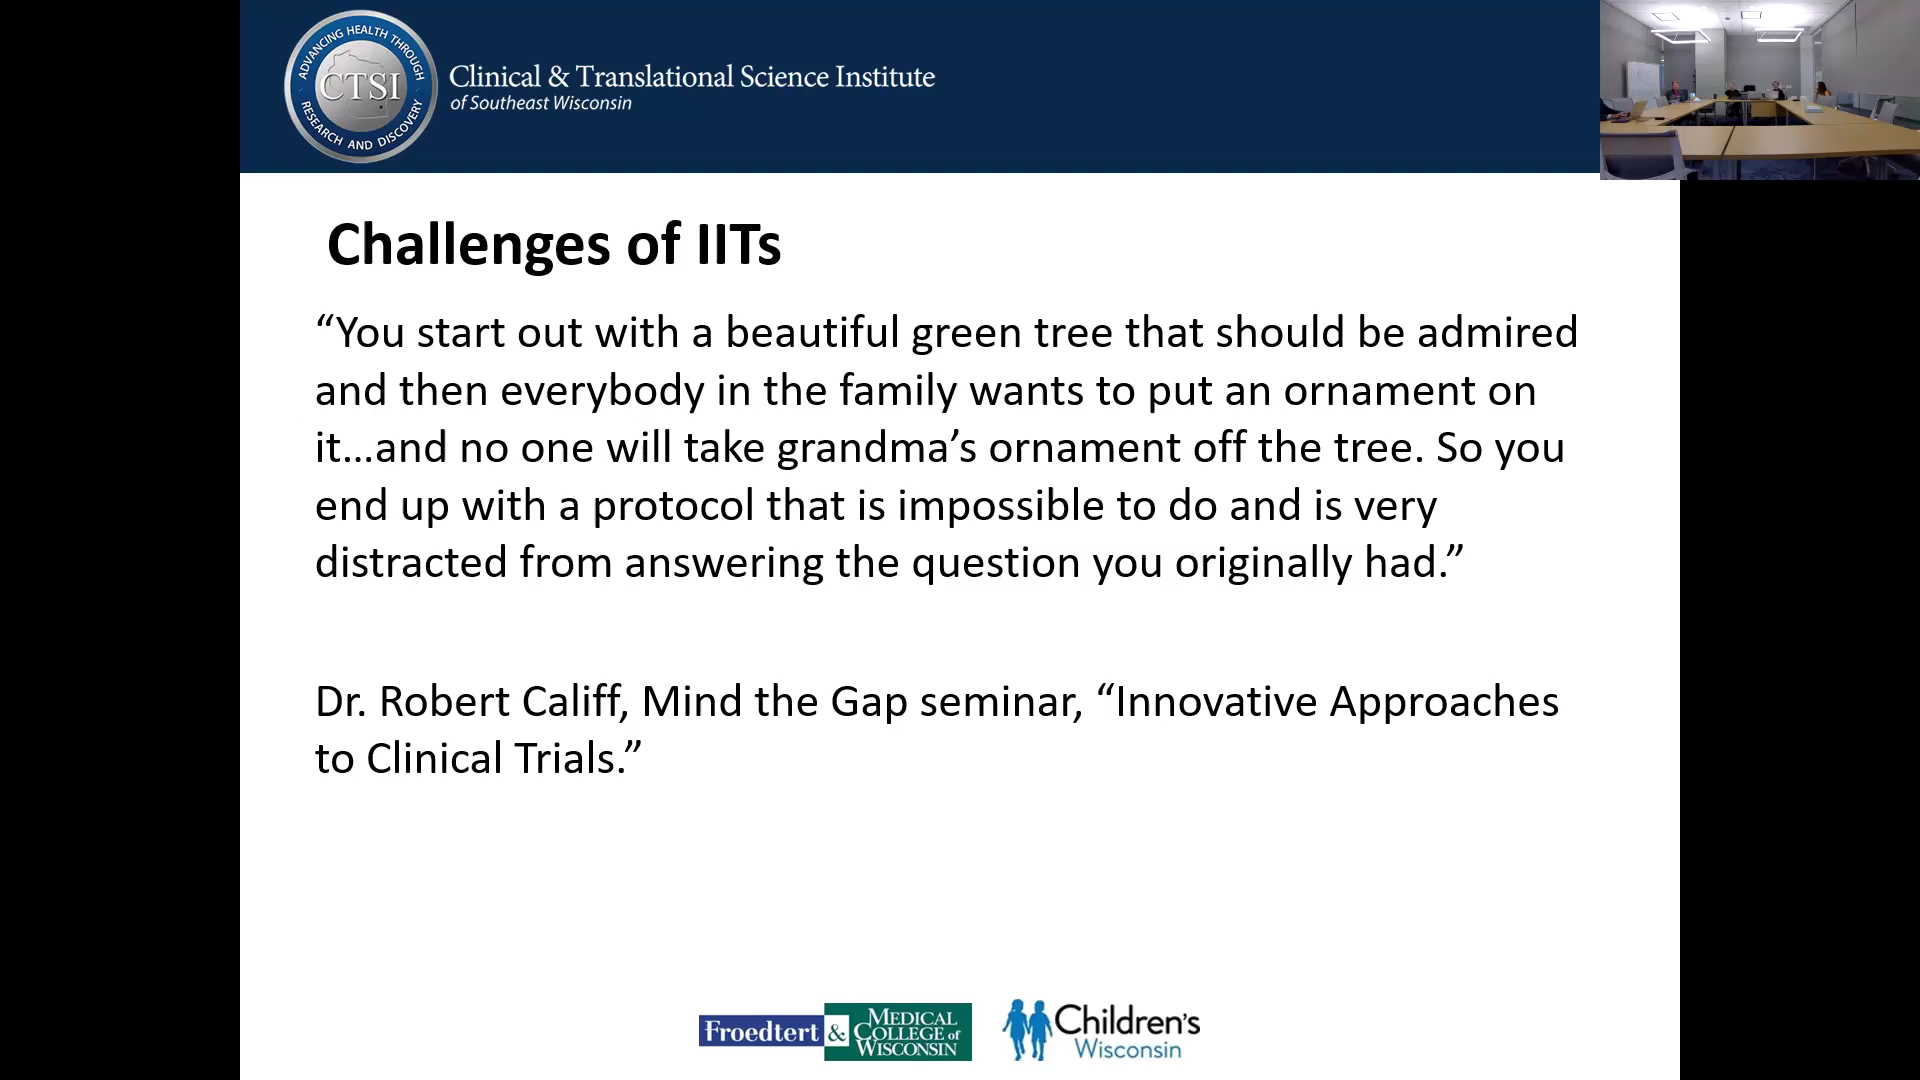 ADVANCING HEALTH THROUGH
CTSI
RESEARCH AND DISCOVERY
Clinical & Translational Science Institute
of Southeast Wisconsin
Challenges of IITs
“You start out with a beautiful green tree that should be admired
and then everybody in the family wants to put an ornament on
it…and no one will take grandma’s ornament off the tree. So you
end up with a protocol that is impossible to do and is very
distracted from answering the question you originally had.”
Dr. Robert Califf, Mind the Gap seminar, “Innovative Approaches
to Clinical Trials.”
Froedtert & MEDICAL
COLLEGE of
WISCONSIN
Children's
Wisconsin